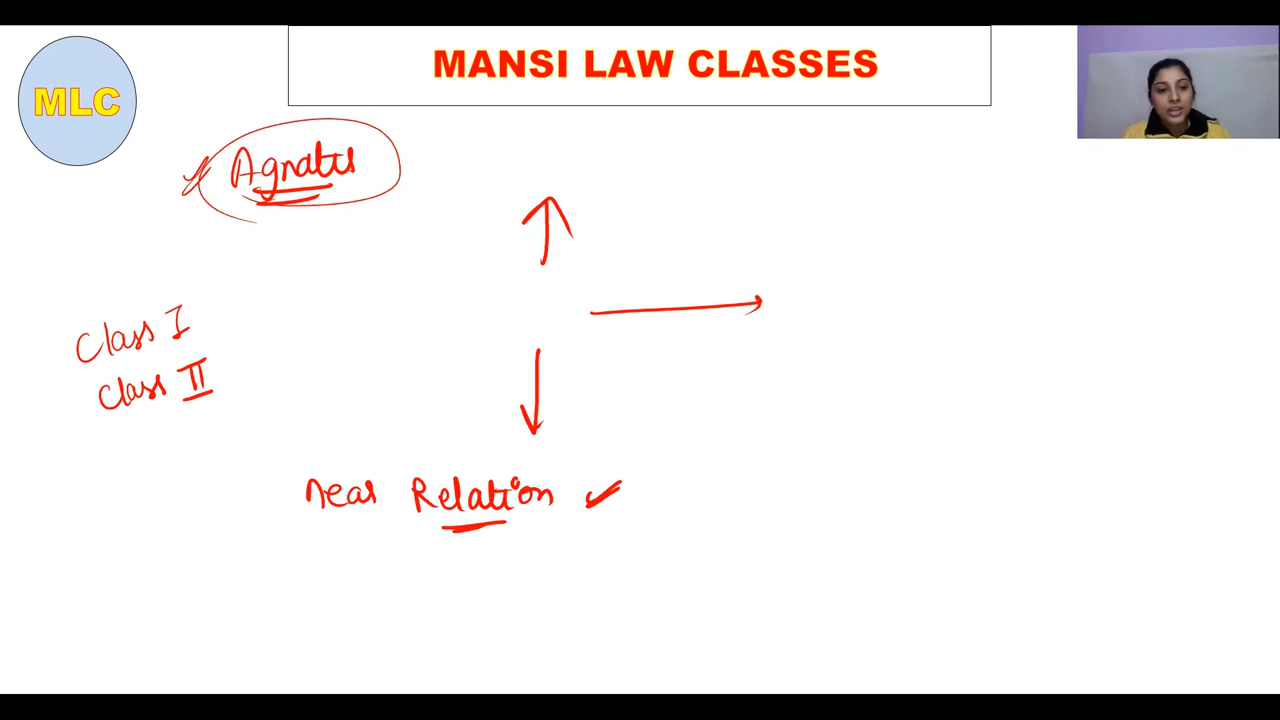 MANSI LAW CLASSES
MLC
Agnates
Class I
Class II
near Relation